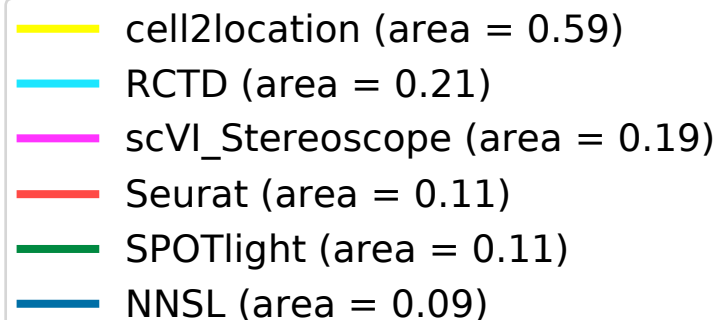 cell2location (area = 0.59)
RCTD (area = 0.21)
scVI_Stereoscope (area = 0.19)
Seurat (area = 0.11)
SPOTlight (area = 0.11)
NNSL (area = 0.09)